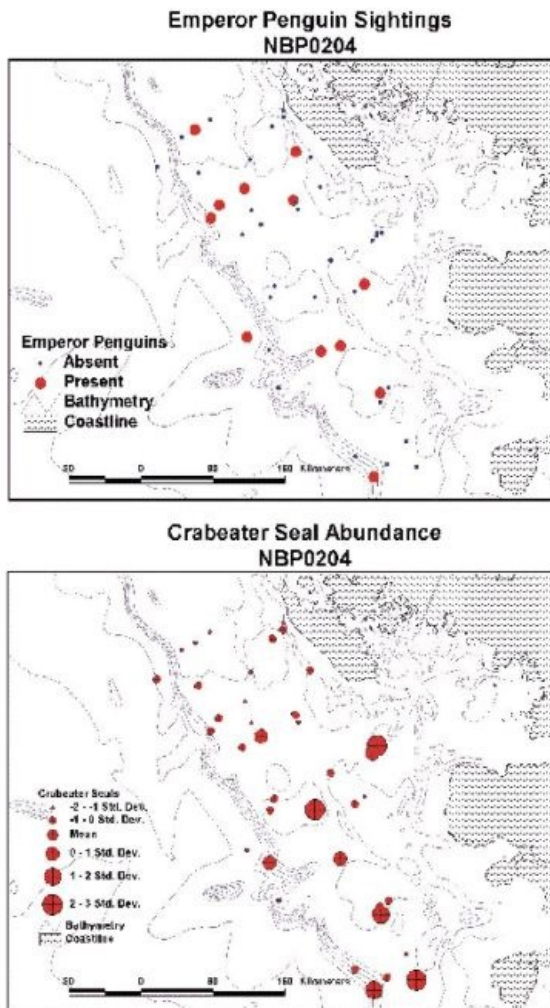 Emperor Penguin Sightings
NBP0204
Emperor Penguins
Absent
Present
Bathymetry
Coastline
80 0 80 160 Kilometers
Crabeater Seal Abundance
NBP0204
Crabeater Seals
-2 - -1 Std. Dev.
-1 - 0 Std. Dev.
Mean
0 - 1 Std. Dev.
1 - 2 Std. Dev.
2 - 3 Std. Dev.
Bathymetry
Coastline
80 0 80 160 Kilometers